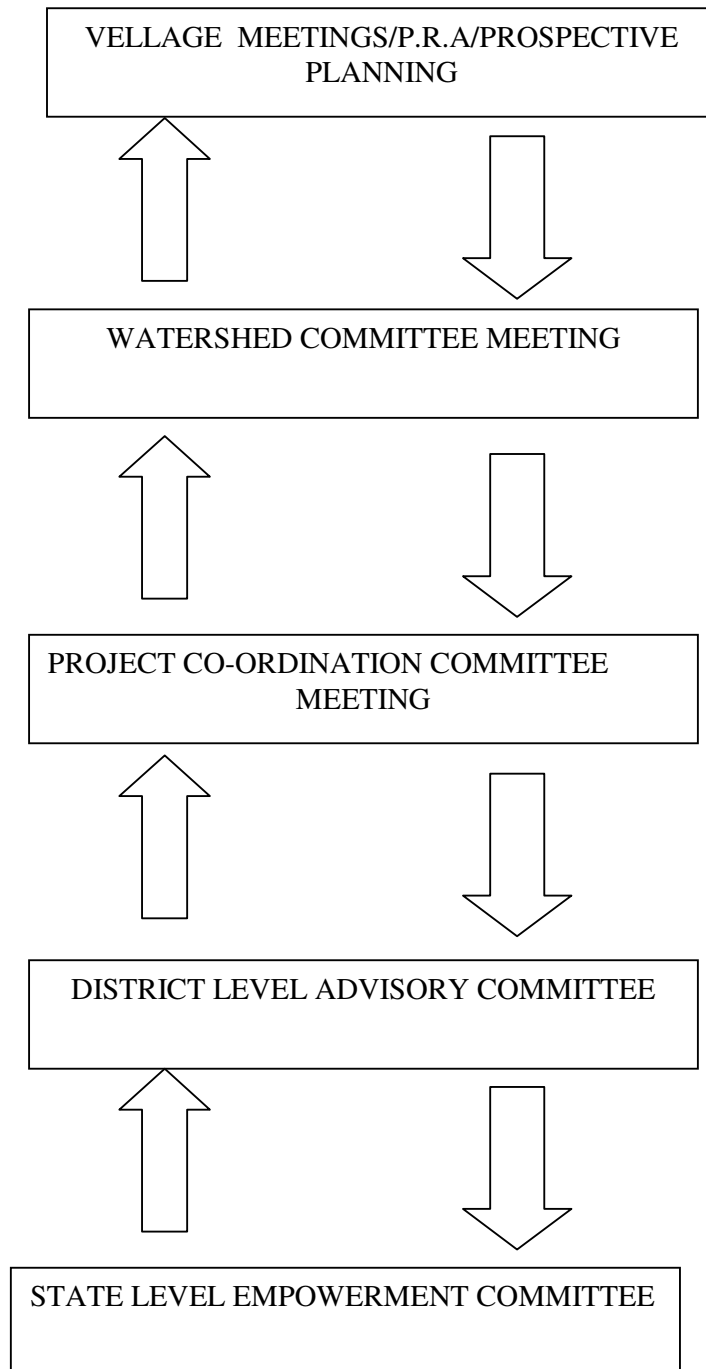 VELLAGE MEETINGS/P.R.A/PROSPECTIVE
PLANNING
WATERSHED COMMITTEE MEETING
PROJECT CO-ORDINATION COMMITTEE
MEETING
DISTRICT LEVEL ADVISORY COMMITTEE
STATE LEVEL EMPOWERMENT COMMITTEE